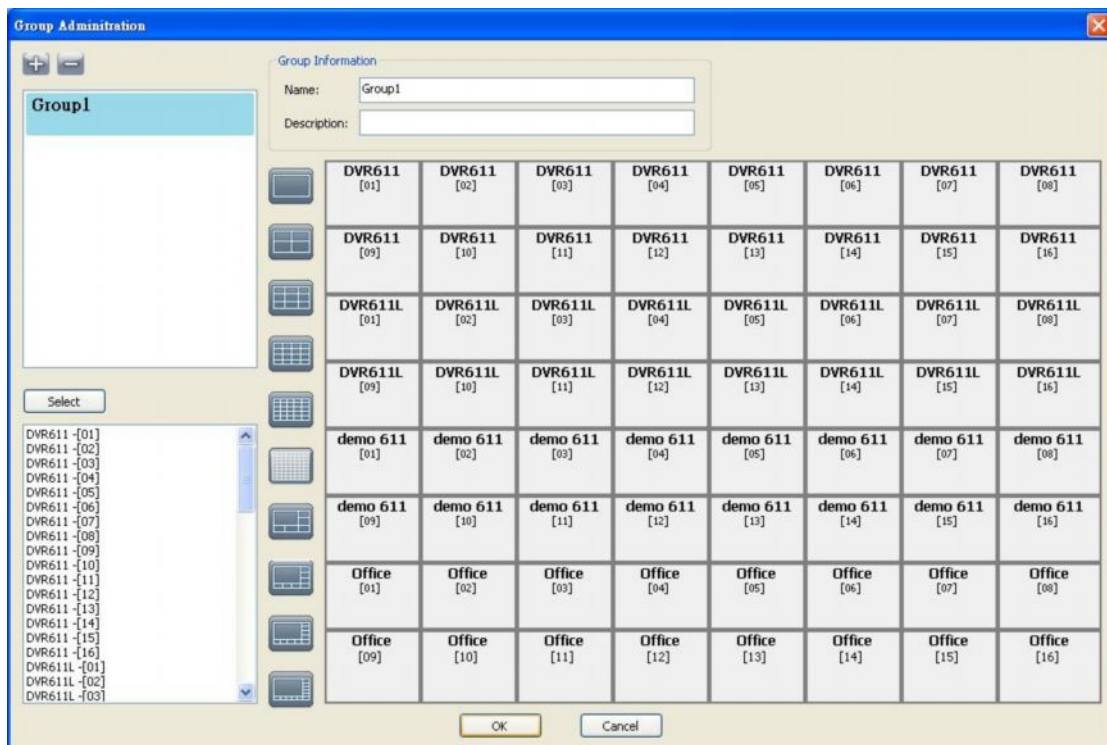 Group Adminitration
Group Information
Name: Group1
Description:
Group1
DVR611 DVR611 DVR611 DVR611 DVR611 DVR611 DVR611 DVR611
[01] [02] [03] [04] [05] [06] [07] [08]
DVR611 DVR611 DVR611 DVR611 DVR611 DVR611 DVR611 DVR611
[09] [10] [11] [12] [13] [14] [15] [16]
DVR611L DVR611L DVR611L DVR611L DVR611L DVR611L DVR611L DVR611L
[01] [02] [03] [04] [05] [06] [07] [08]
DVR611L DVR611L DVR611L DVR611L DVR611L DVR611L DVR611L DVR611L
[09] [10] [11] [12] [13] [14] [15] [16]
demo 611 demo 611 demo 611 demo 611 demo 611 demo 611 demo 611 demo 611
[01] [02] [03] [04] [05] [06] [07] [08]
demo 611 demo 611 demo 611 demo 611 demo 611 demo 611 demo 611 demo 611
[09] [10] [11] [12] [13] [14] [15] [16]
Office Office Office Office Office Office Office Office
[01] [02] [03] [04] [05] [06] [07] [08]
Office Office Office Office Office Office Office Office
[09] [10] [11] [12] [13] [14] [15] [16]
Select
DVR611 -[01]
DVR611 -[02]
DVR611 -[03]
DVR611 -[04]
DVR611 -[05]
DVR611 -[06]
DVR611 -[07]
DVR611 -[08]
DVR611 -[09]
DVR611 -[10]
DVR611 -[11]
DVR611 -[12]
DVR611 -[13]
DVR611 -[14]
DVR611 -[15]
DVR611 -[16]
DVR611L -[01]
DVR611L -[02]
DVR611L -[03]
OK Cancel